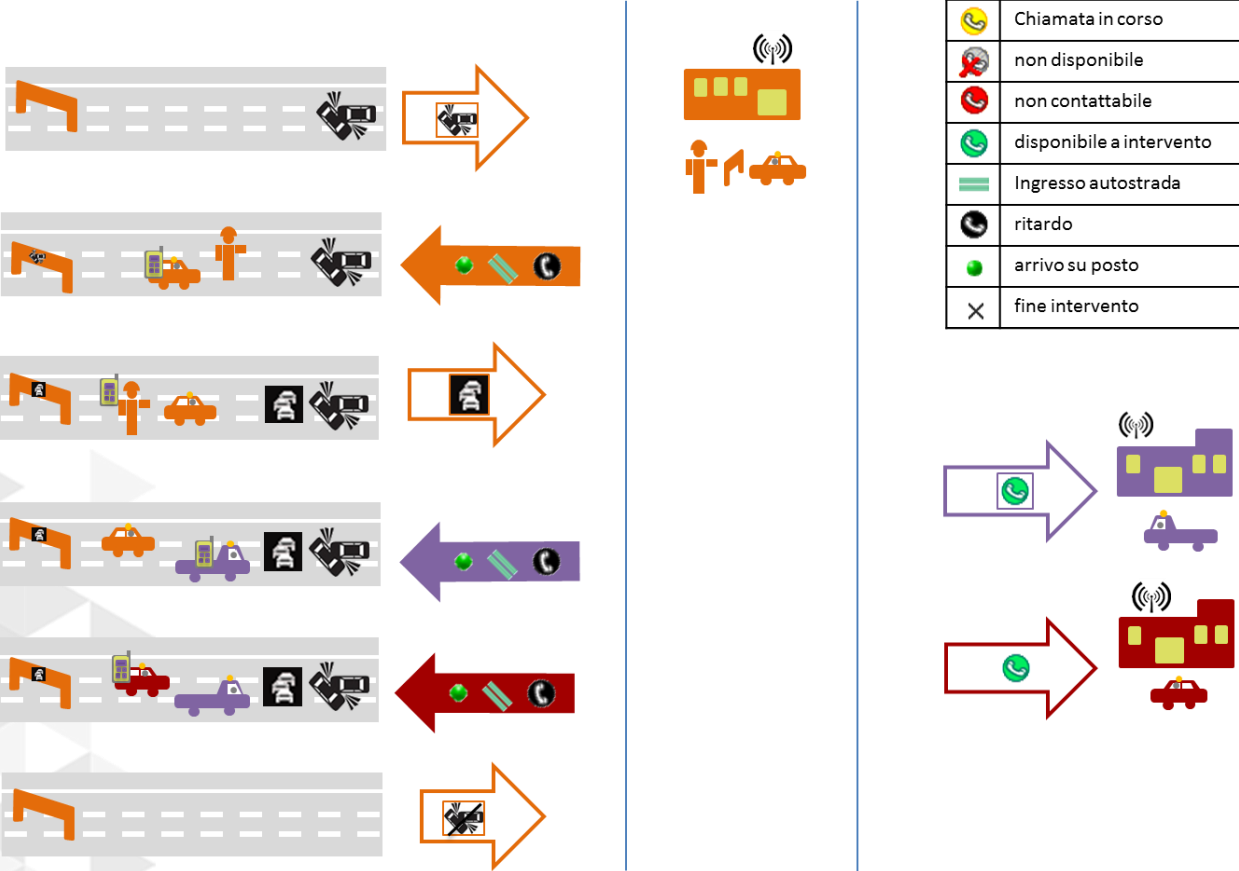 Chiamata in corso
non disponibile
non contattabile
disponibile a intervento
Ingresso autostrada
ritardo
arrivo su posto
fine intervento